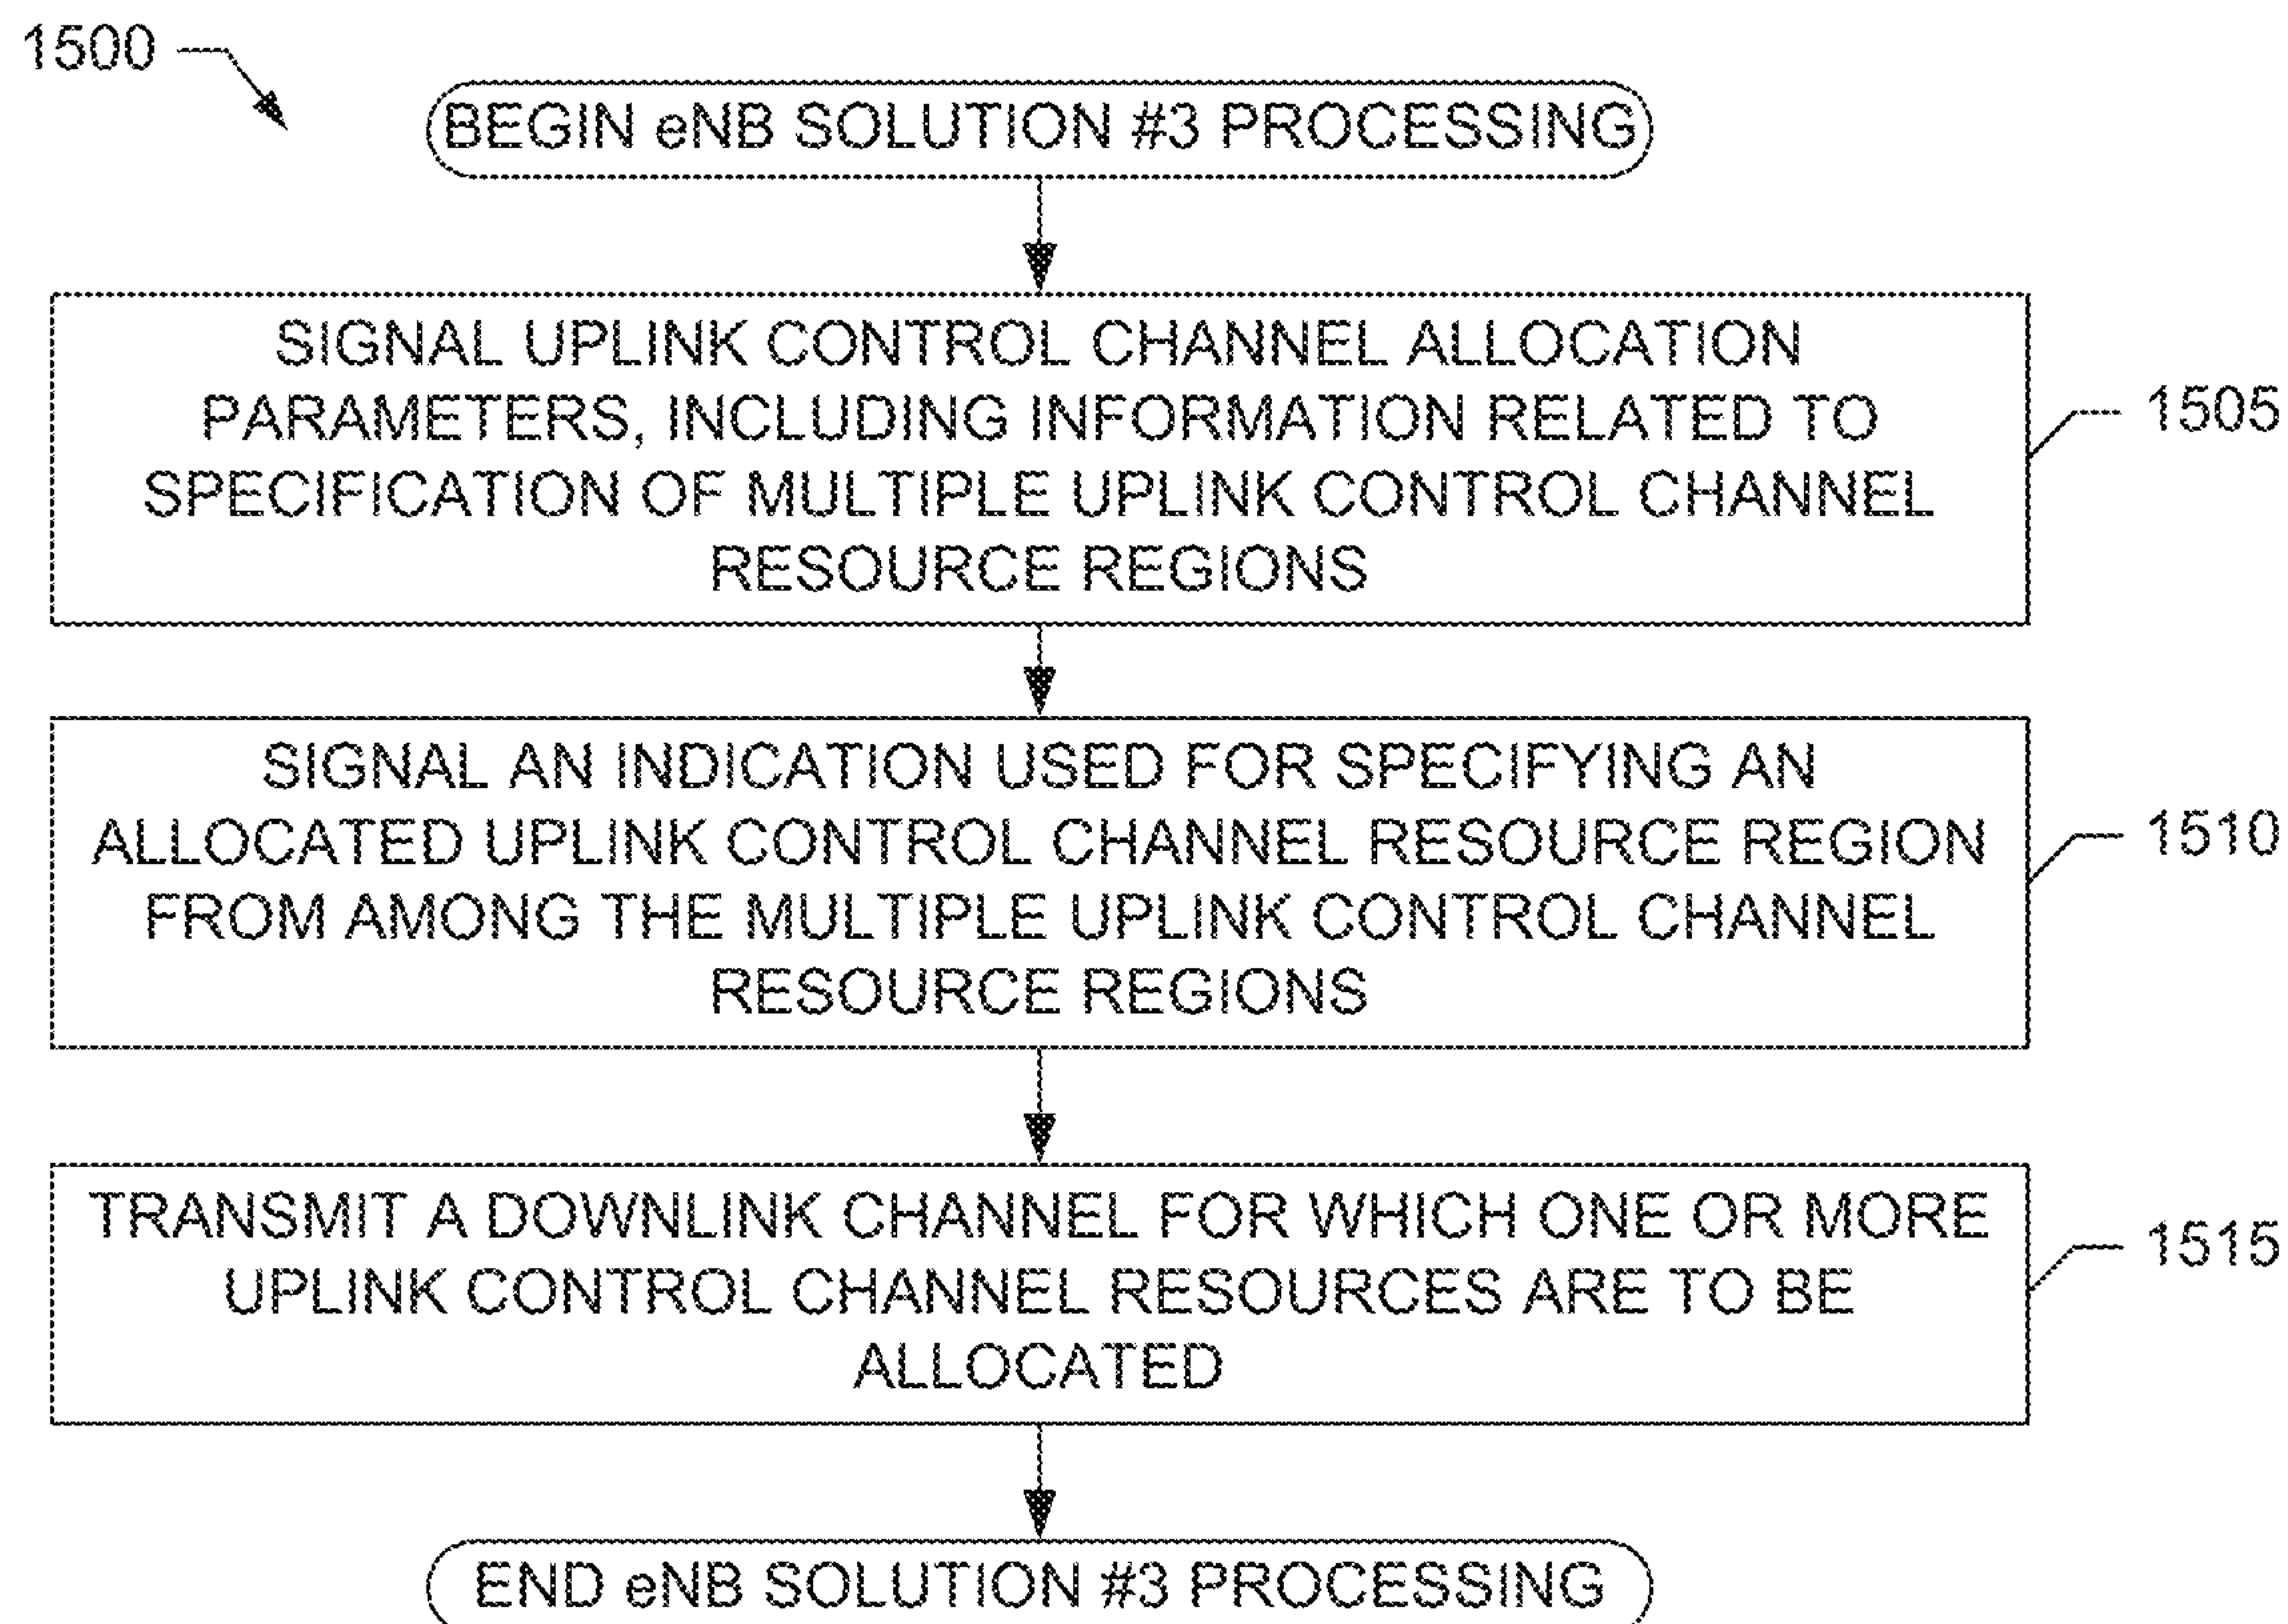 1500
BEGIN eNB SOLUTION #3 PROCESSING
SIGNAL UPLINK CONTROL CHANNEL ALLOCATION
PARAMETERS, INCLUDING INFORMATION RELATED TO
SPECIFICATION OF MULTIPLE UPLINK CONTROL CHANNEL
RESOURCE REGIONS
1505
SIGNAL AN INDICATION USED FOR SPECIFYING AN
ALLOCATED UPLINK CONTROL CHANNEL RESOURCE REGION
FROM AMONG THE MULTIPLE UPLINK CONTROL CHANNEL
RESOURCE REGIONS
1510
TRANSMIT A DOWNLINK CHANNEL FOR WHICH ONE OR MORE
UPLINK CONTROL CHANNEL RESOURCES ARE TO BE
ALLOCATED
1515
END eNB SOLUTION #3 PROCESSING